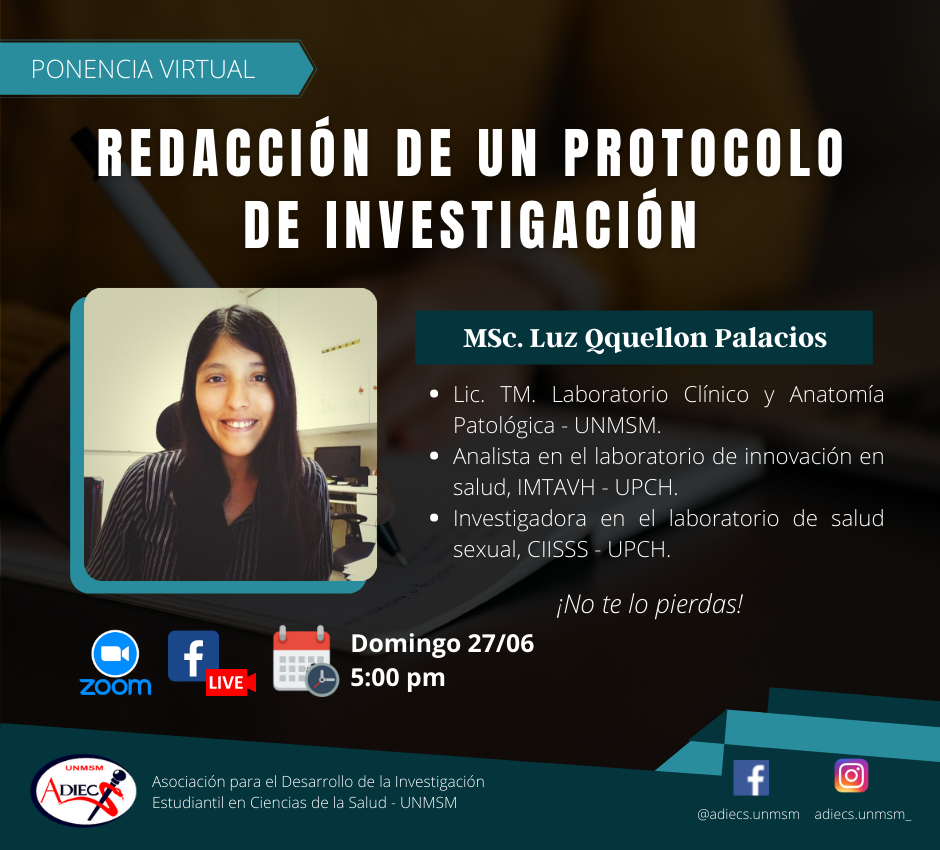 PONENCIA VIRTUAL
REDACCIÓN DE UN PROTOCOLO
DE INVESTIGACIÓN
MSc. Luz Qquellon Palacios
• Lic. TM. Laboratorio Clínico y Anatomía
Patológica - UNMSM.
• Analista en el laboratorio de innovación en
salud, IMTAVH - UPCH.
• Investigadora en el laboratorio de salud
sexual, CIISSS - UPCH.
¡No te lo pierdas!
zoom
LIVE
Domingo 27/06
5:00 pm
UNMSM
ADIEC
Asociación para el Desarrollo de la Investigación
Estudiantil en Ciencias de la Salud - UNMSM
@adiecs.unmsm
adiecs.unmsm_